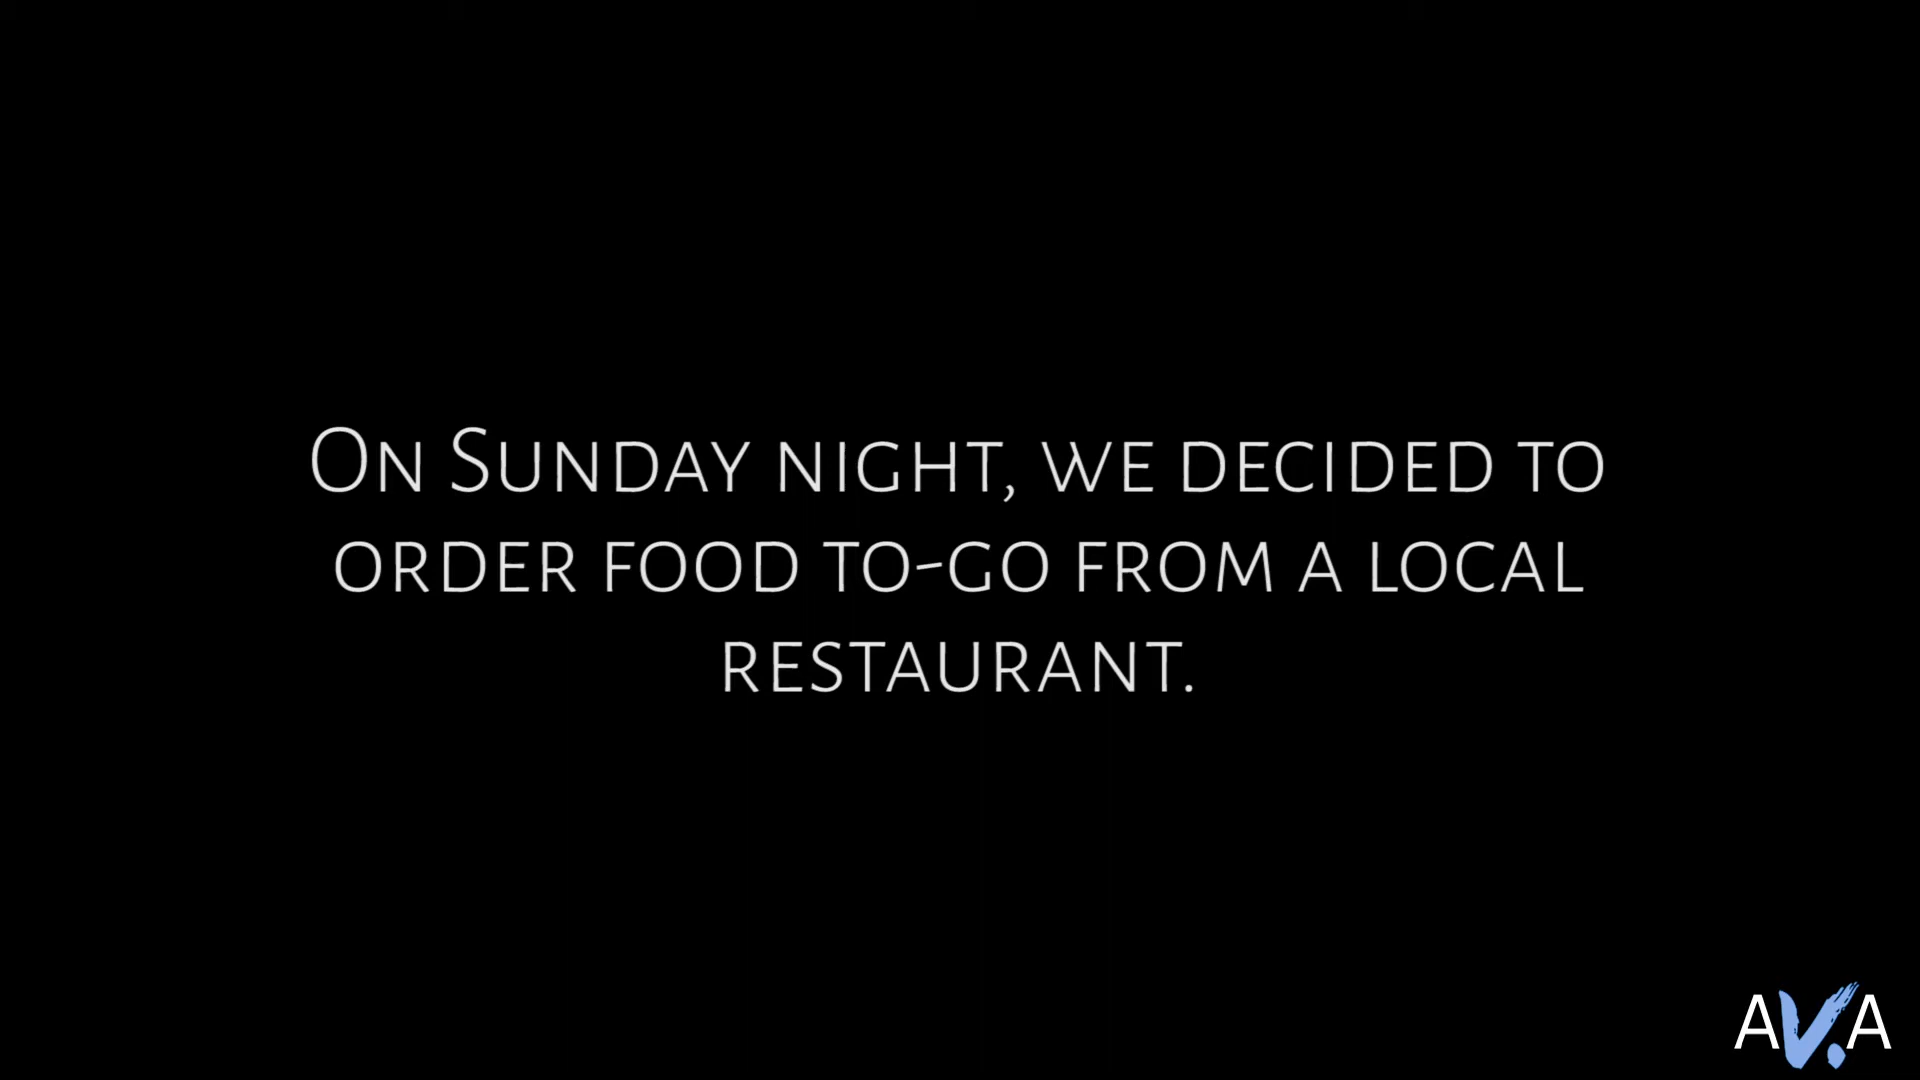 On Sunday night, we decided to
order food to-go from a local
restaurant.
AV.A